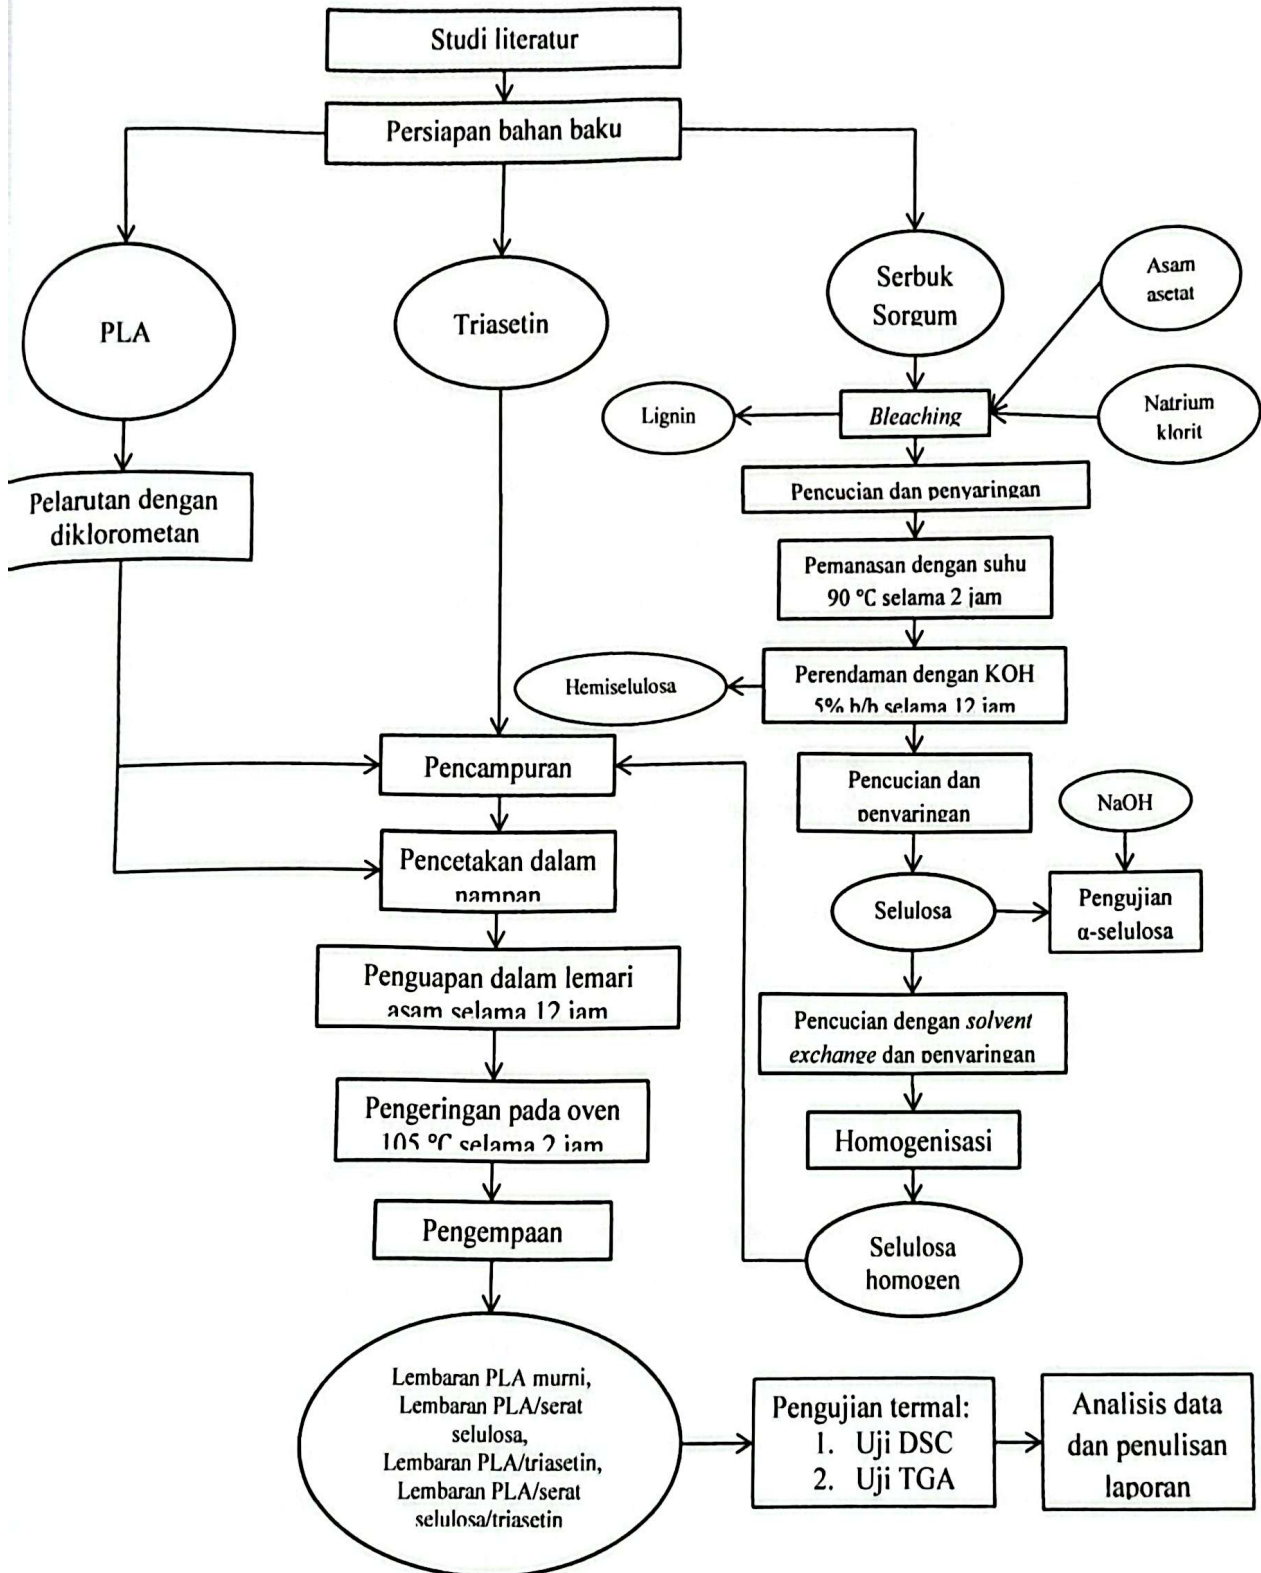 Studi literatur
Persiapan bahan baku
PLA
Triasetin
Serbuk
Sorgum
Asam
asetat
Natrium
klorit
Bleaching
Lignin
Pencucian dan penyaringan
Pemanasan dengan suhu
90 °C selama 2 jam
Perendaman dengan KOH
5% b/b selama 12 jam
Hemiselulosa
Pencucian dan
penyaringan
Selulosa
NaOH
Pengujian
α-selulosa
Pencucian dengan solvent
exchange dan penyaringan
Homogenisasi
Selulosa
homogen
Pelarutan dengan
diklorometan
Pencampuran
Pencetakan dalam
nampan
Penguapan dalam lemari
asam selama 12 jam
Pengeringan pada oven
105 °C selama 2 jam
Pengempaan
Lembaran PLA murni,
Lembaran PLA/serat
selulosa,
Lembaran PLA/triasetin,
Lembaran PLA/serat
selulosa/triasetin
Pengujian termal:
1. Uji DSC
2. Uji TGA
Analisis data
dan penulisan
laporan